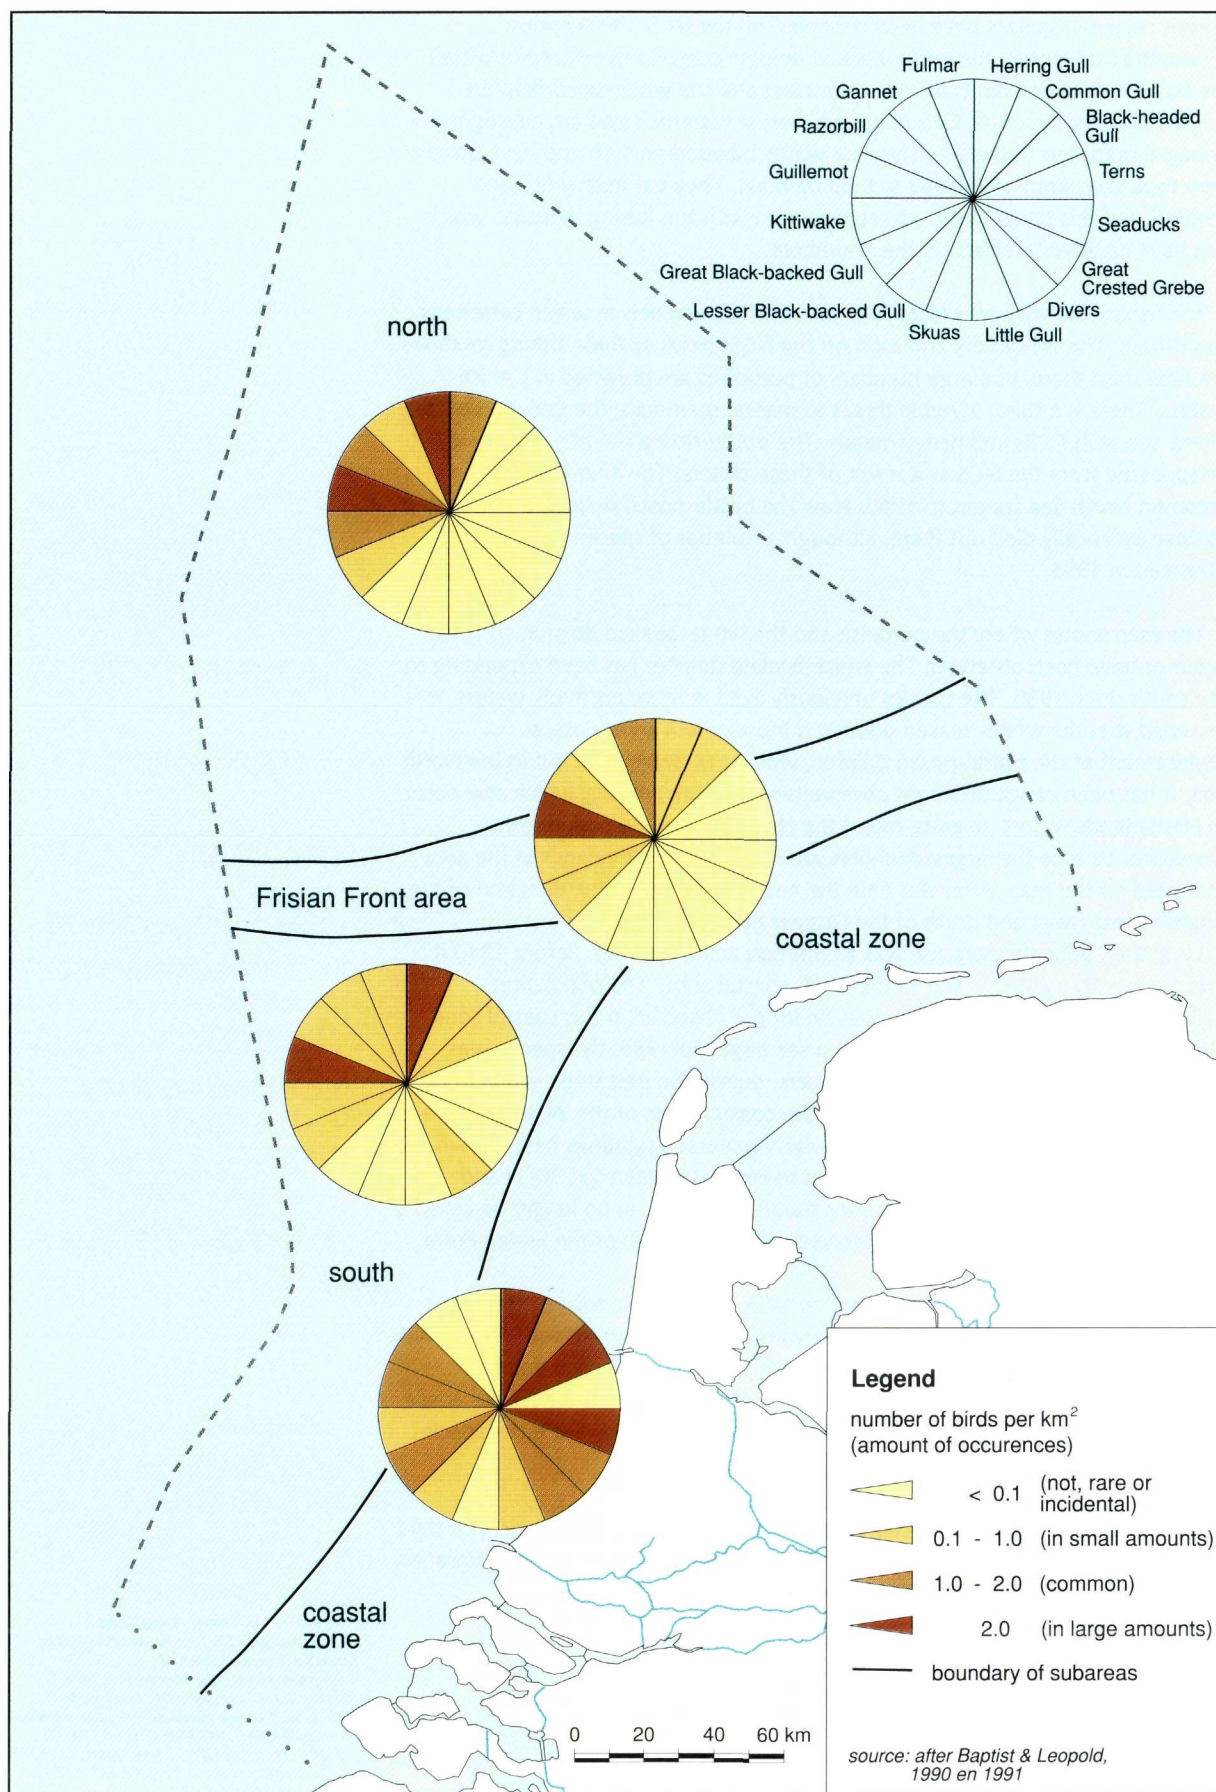 Fulmar
Herring Gull
Gannet
Common Gull
Razorbill
Black-headed
Gull
Guillemot
Terns
Kittiwake
Seaducks
Great Black-backed Gull
Great
Crested Grebe
Lesser Black-backed Gull
Divers
Skuas
Little Gull
north
Frisian Front area
coastal zone
south
coastal
zone
Legend
number of birds per km²
(amount of occurences)
< 0.1 (not, rare or
incidental)
0.1 - 1.0 (in small amounts)
1.0 - 2.0 (common)
2.0 (in large amounts)
boundary of subareas
0 20 40 60 km
source: after Baptist & Leopold,
1990 en 1991